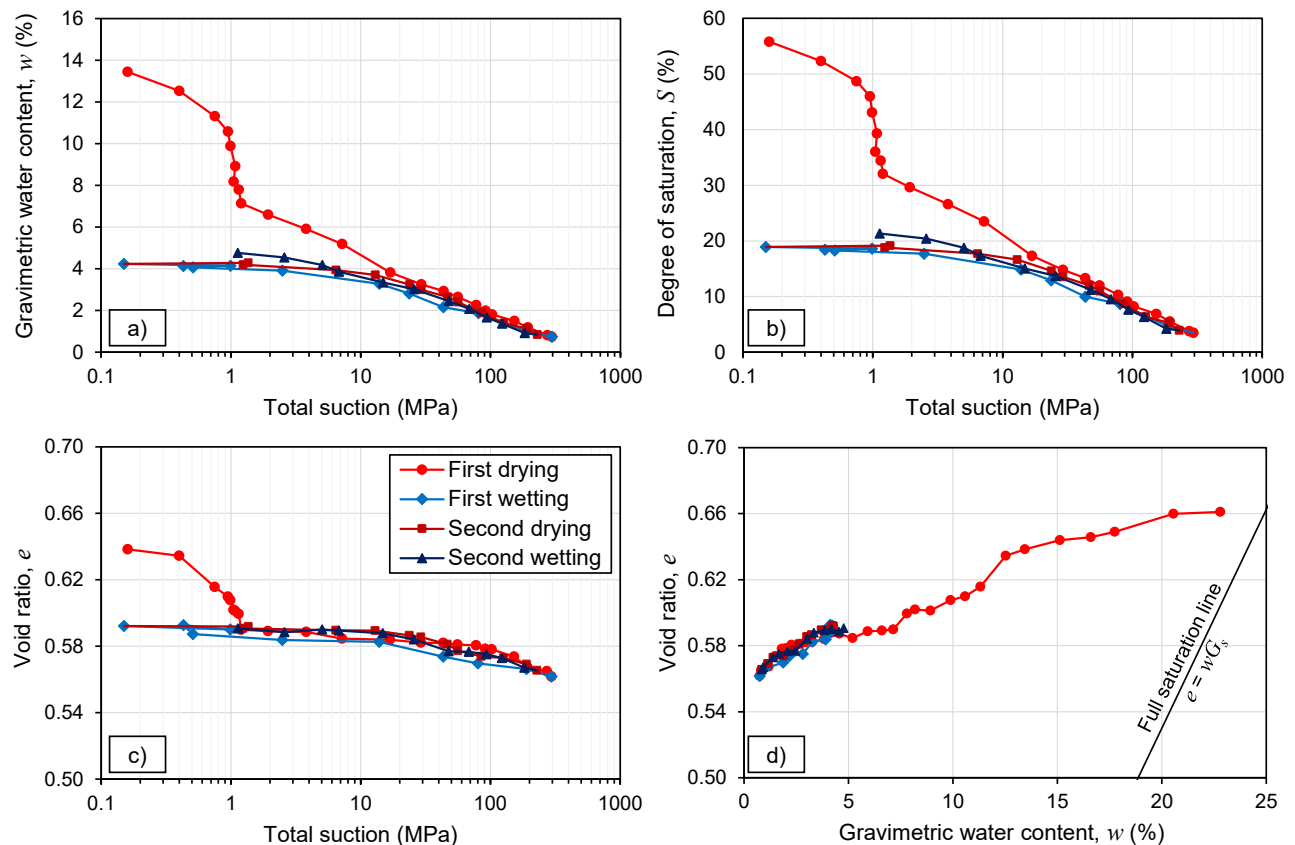 Gravimetric water content, w (%)
16
14
12
10
8
6
4
2
0
a)
0.1 1 10 100 1000
Total suction (MPa)
Degree of saturation, S (%)
60
50
40
30
20
10
0
b)
0.1 1 10 100 1000
Total suction (MPa)
Void ratio, e
0.70
0.66
0.62
0.58
0.54
0.50
First drying
First wetting
Second drying
Second wetting
c)
0.1 1 10 100 1000
Total suction (MPa)
Void ratio, e
0.70
0.66
0.62
0.58
0.54
0.50
Full saturation line
e = wGs
d)
0 5 10 15 20 25
Gravimetric water content, w (%)